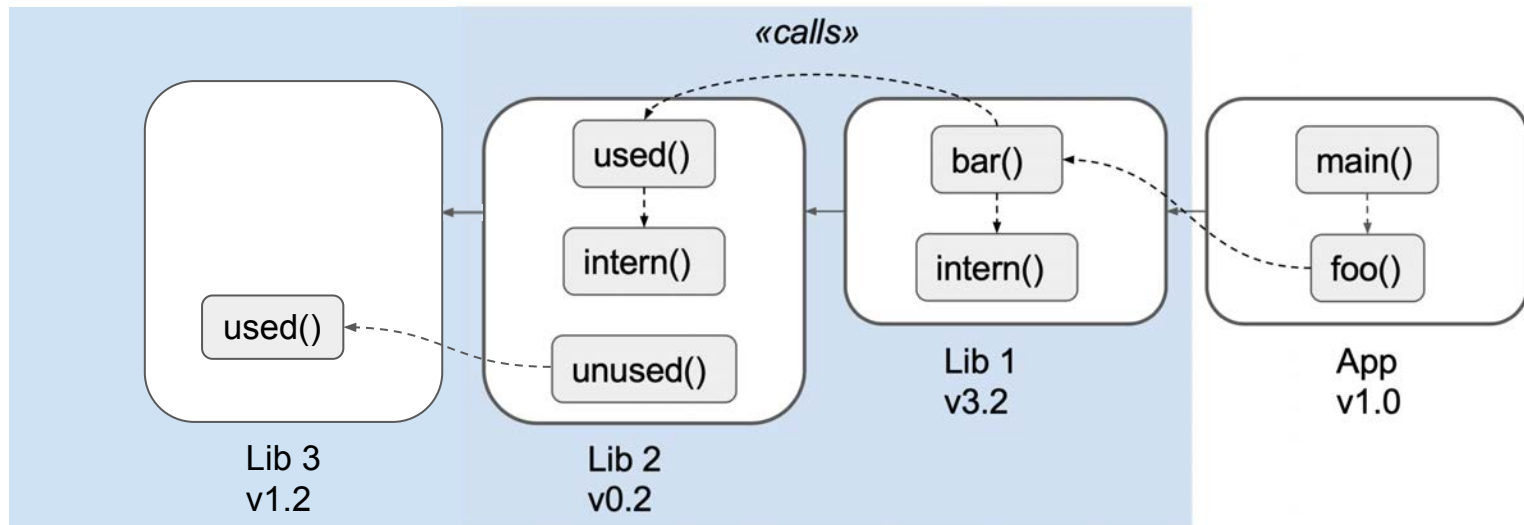 «calls»
used()
bar()
main()
intern()
intern()
foo()
used()
unused()
Lib 1
v3.2
App
v1.0
Lib 3
v1.2
Lib 2
v0.2